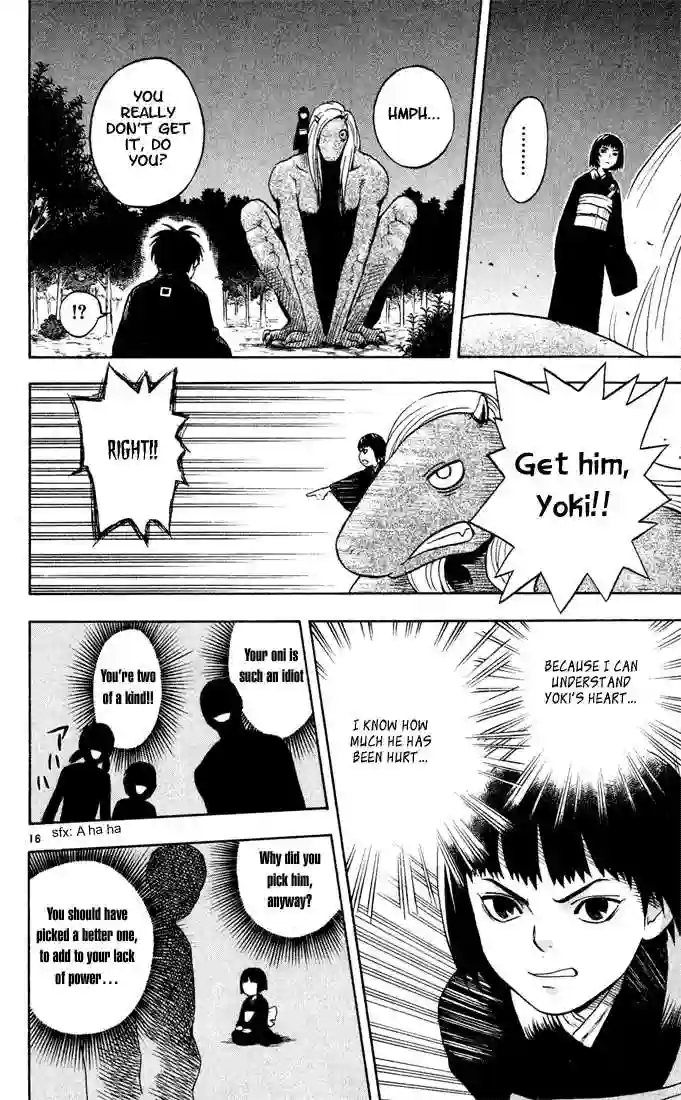 .........
HMPH...
YOU
REALLY
DON'T GET
IT, DO
YOU?
!?
Get him,
Yoki!!
RIGHT!!
BECAUSE I CAN
UNDERSTAND
YOKI'S HEART...
I KNOW HOW
MUCH HE HAS
BEEN HURT...
Your oni is
such an idiot
You're two
of a kind!!
アハハ
sfx: A ha ha
16
Why did you
pick him,
anyway?
You should have
picked a better one,
to add to your lack
of power...